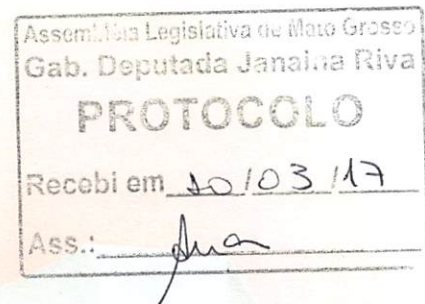 Assembléia Legislativa de Mato Grosso
Gab. Deputada Janaina Riva
PROTOCOLO
Recebi em 10/03/17
Ass.: